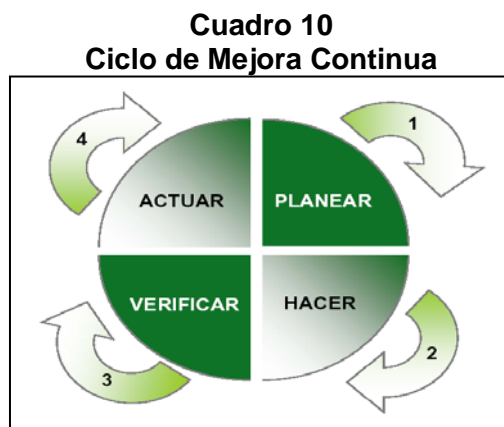 Cuadro 10
Ciclo de Mejora Continua
4
1
ACTUAR
PLANEAR
VERIFICAR
HACER
3
2